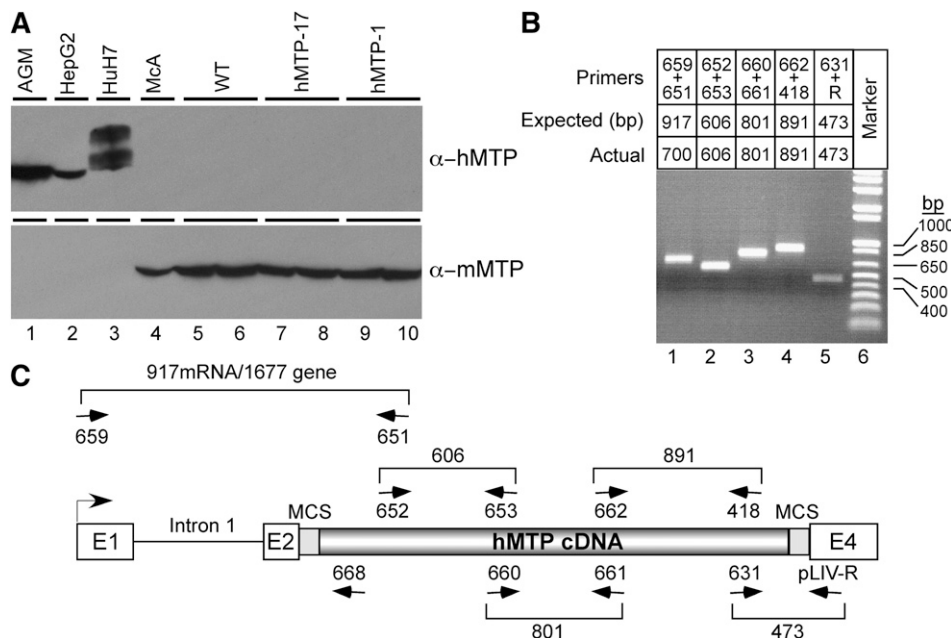 A
AGM HepG2 HuH7 McA WT hMTP-17 hMTP-1
α–hMTP
α–mMTP
1 2 3 4 5 6 7 8 9 10
B
Primers 659+651 652+653 660+661 662+418 631+R Marker
Expected (bp) 917 606 801 891 473
Actual 700 606 801 891 473
bp
1000
850
650
500
400
1 2 3 4 5 6
C
917mRNA/1677 gene
659 651
606 891
652 653 662 418
MCS MCS
E1 Intron 1 E2 hMTP cDNA E4
668 660 661 631 pLIV-R
801 473